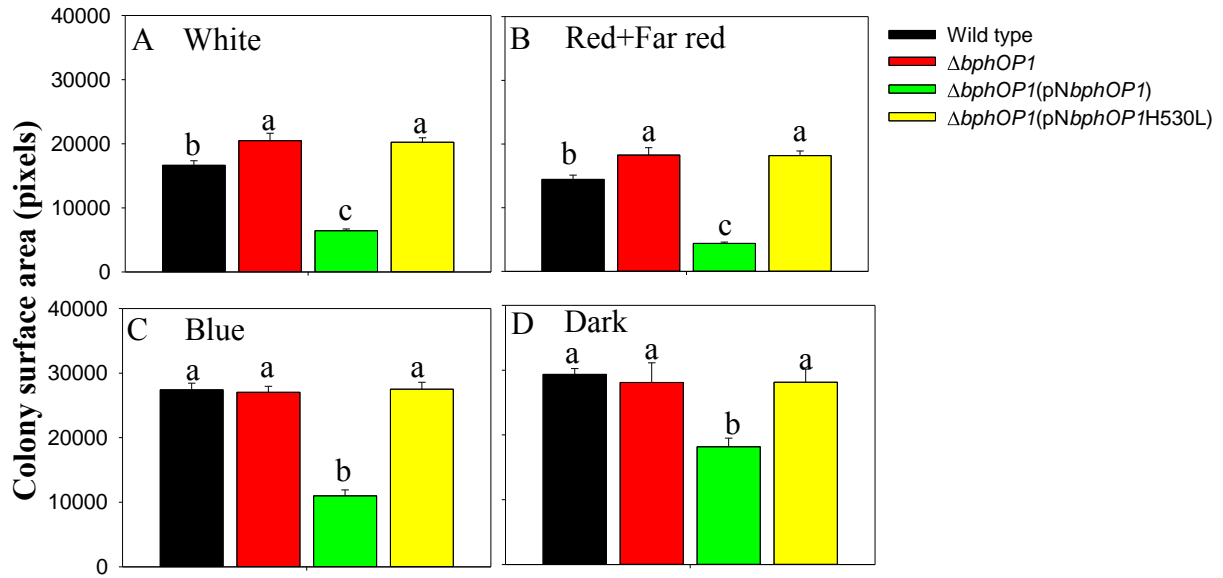 Colony surface area (pixels)
40000
30000
20000
10000
0
A White
b
a
c
a
B Red+Far red
b
a
c
a
Wild type
ΔbphOP1
ΔbphOP1(pNbphOP1)
ΔbphOP1(pNbphOP1H530L)
40000
30000
20000
10000
0
C Blue
a
a
b
a
D Dark
a
a
b
a